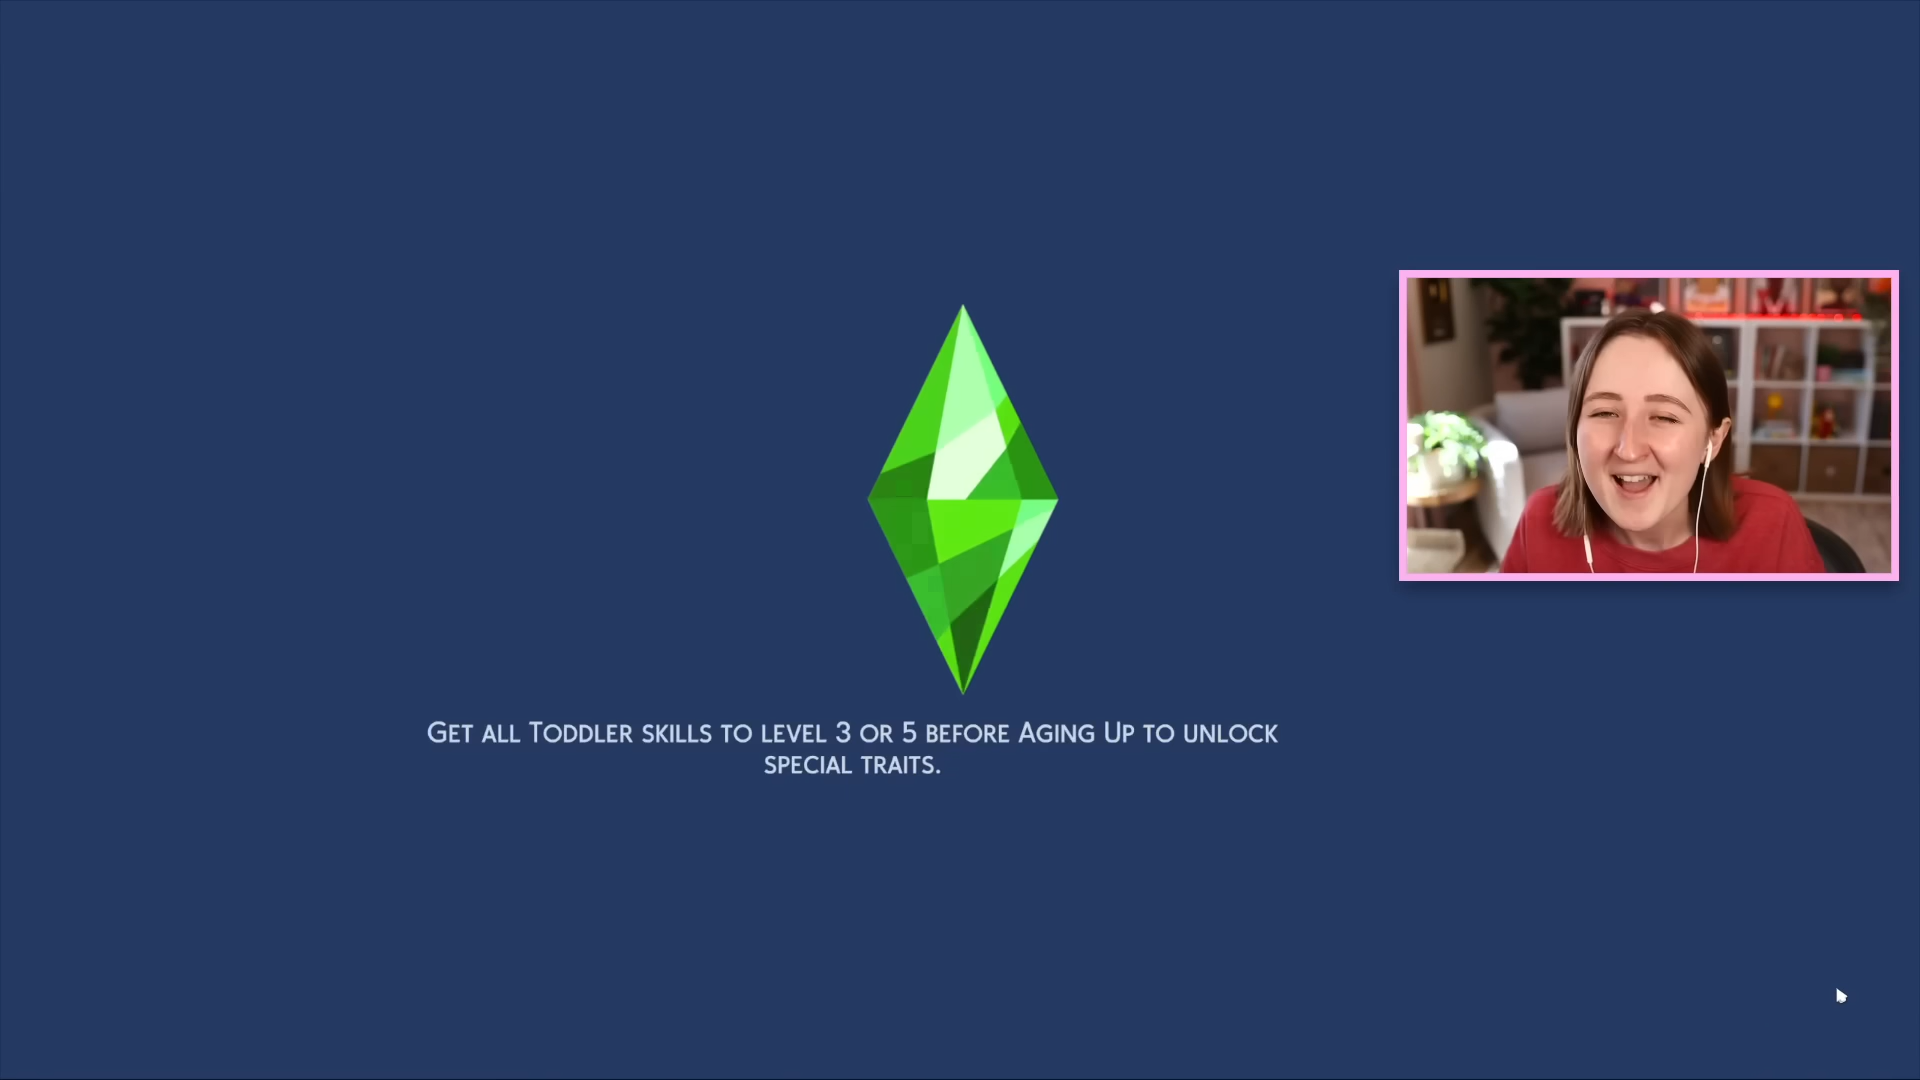 Get all Toddler skills to level 3 or 5 before Aging Up to unlock
special traits.